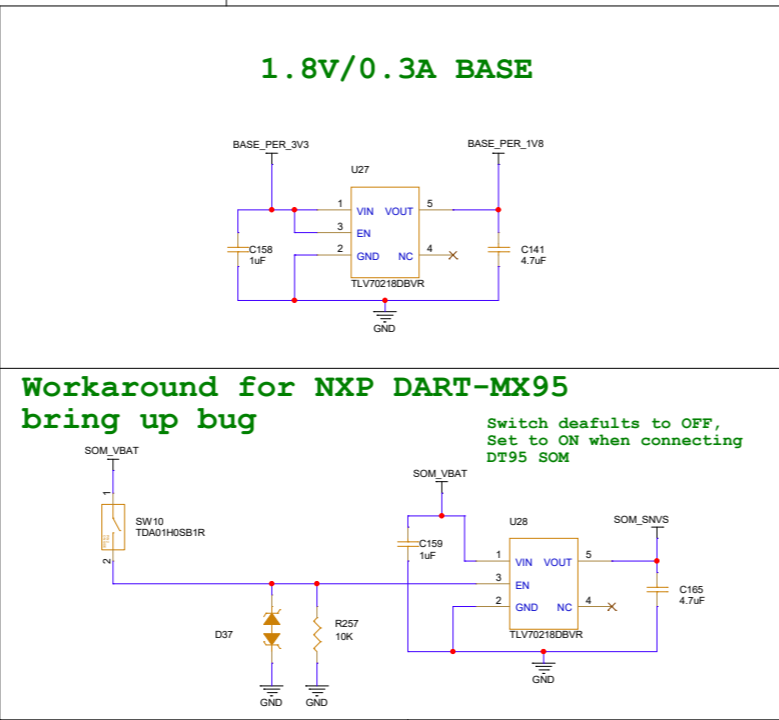 1.8V/0.3A BASE
BASE_PER_3V3
BASE_PER_1V8
U27
1 VIN VOUT 5
3 EN
2 GND NC 4
C158
1uF
C141
4.7uF
TLV70218DBVR
GND
Workaround for NXP DART-MX95
bring up bug
Switch deafults to OFF,
Set to ON when connecting
DT95 SOM
SOM_VBAT
1
SW10
TDA01H0SB1R
2
SOM_VBAT
U28
SOM_SNVS
C159
1uF
1 VIN VOUT 5
3 EN
2 GND NC 4
C165
4.7uF
TLV70218DBVR
D37
R257
10K
GND
GND
GND